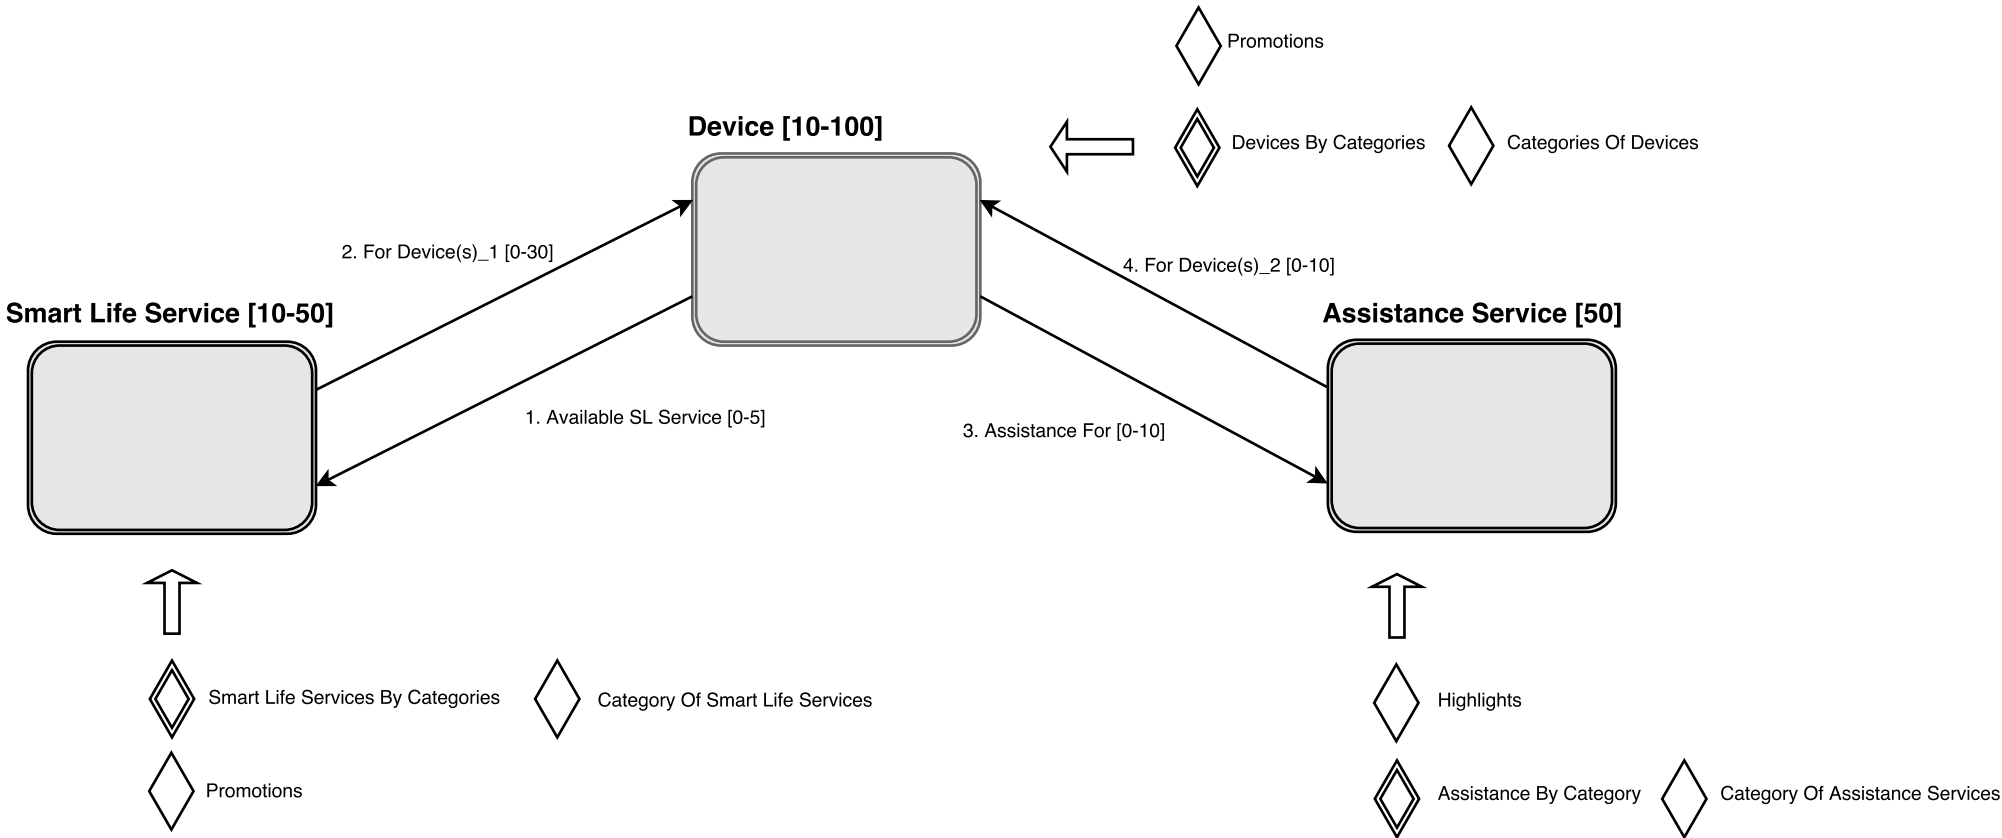 Promotions
Device [10-100]
Devices By Categories
Categories Of Devices
2. For Device(s)_1 [0-30]
4. For Device(s)_2 [0-10]
Smart Life Service [10-50]
Assistance Service [50]
1. Available SL Service [0-5]
3. Assistance For [0-10]
Smart Life Services By Categories
Category Of Smart Life Services
Promotions
Highlights
Assistance By Category
Category Of Assistance Services